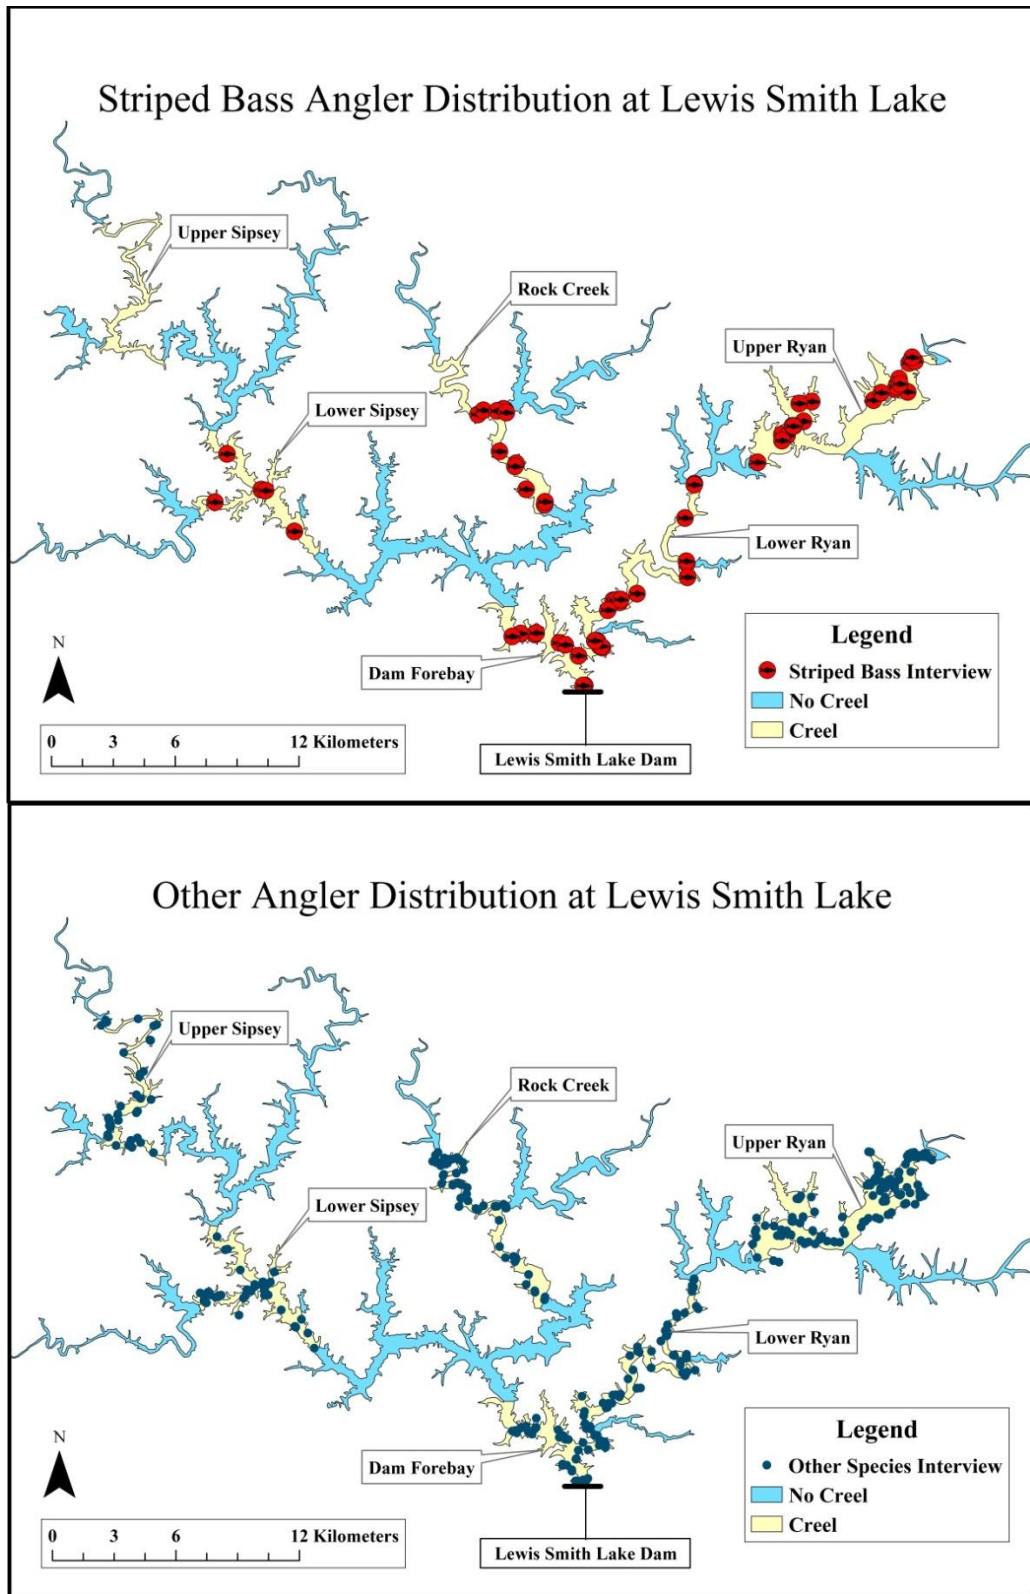 Striped Bass Angler Distribution at Lewis Smith Lake
Upper Sipsey
Rock Creek
Upper Ryan
Lower Sipsey
Lower Ryan
Dam Forebay
N
0 3 6 12 Kilometers
Lewis Smith Lake Dam
Legend
Striped Bass Interview
No Creel
Creel
Other Angler Distribution at Lewis Smith Lake
Upper Sipsey
Rock Creek
Upper Ryan
Lower Sipsey
Lower Ryan
Dam Forebay
N
0 3 6 12 Kilometers
Lewis Smith Lake Dam
Legend
Other Species Interview
No Creel
Creel